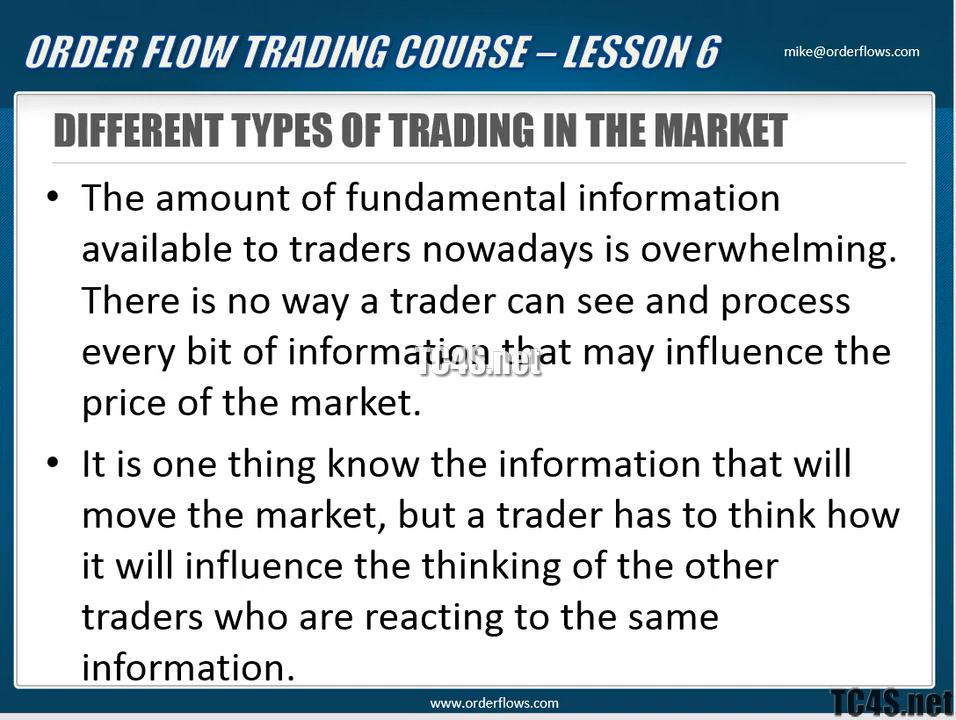 ORDER FLOW TRADING COURSE – LESSON 6
mike@orderflows.com
DIFFERENT TYPES OF TRADING IN THE MARKET
• The amount of fundamental information
available to traders nowadays is overwhelming.
There is no way a trader can see and process
every bit of information that may influence the
TC4S.net
price of the market.
• It is one thing know the information that will
move the market, but a trader has to think how
it will influence the thinking of the other
traders who are reacting to the same
information.
www.orderflows.com
TC4S.net